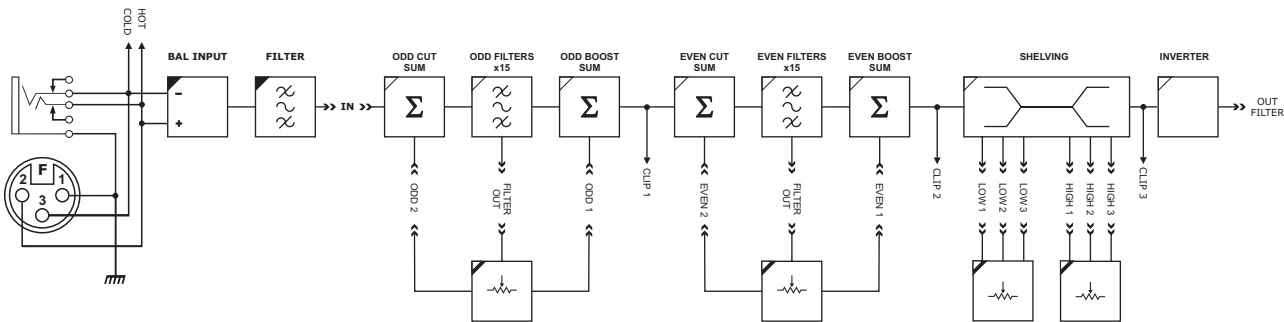 COLD
HOT
BAL INPUT
FILTER
ODD CUT
SUM
ODD FILTERS
x15
ODD BOOST
SUM
EVEN CUT
SUM
EVEN FILTERS
x15
EVEN BOOST
SUM
SHELVING
INVERTER
-
+
IN
Σ
Σ
Σ
Σ
OUT
FILTER
F
2
1
3
ODD 2
FILTER
OUT
ODD 1
CLIP 1
EVEN 2
FILTER
OUT
EVEN 1
CLIP 2
LOW 1
LOW 2
LOW 3
HIGH 1
HIGH 2
HIGH 3
CLIP 3